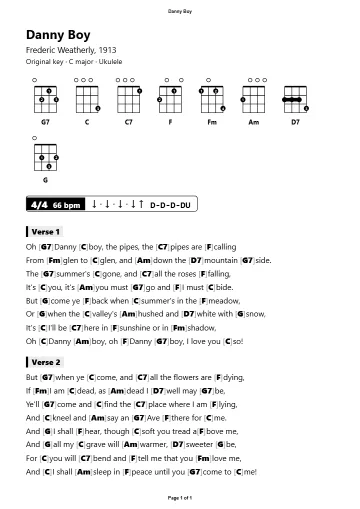 Danny Boy
Danny Boy
Frederic Weatherly, 1913
Original key · C major · Ukulele
G7 C C7 F Fm Am D7
G
4/4 66 bpm ↓ - ↓ - ↓ - ↓ ↑ D–D–D–DU
Verse 1
Oh [G7]Danny [C]boy, the pipes, the [C7]pipes are [F]calling
From [Fm]glen to [C]glen, and [Am]down the [D7]mountain [G7]side.
The [G7]summer's [C]gone, and [C7]all the roses [F]falling,
It's [C]you, it's [Am]you must [G7]go and [F]I must [C]bide.
But [G]come ye [F]back when [C]summer's in the [F]meadow,
Or [G]when the [C]valley's [Am]hushed and [D7]white with [G]snow,
It's [C]I'll be [C7]here in [F]sunshine or in [Fm]shadow,
Oh [C]Danny [Am]boy, oh [F]Danny [G7]boy, I love you [C]so!
Verse 2
But [G7]when ye [C]come, and [C7]all the flowers are [F]dying,
If [Fm]I am [C]dead, as [Am]dead I [D7]well may [G7]be,
Ye'll [G7]come and [C]find the [C7]place where I am [F]lying,
And [C]kneel and [Am]say an [G7]Ave [F]there for [C]me.
And [G]I shall [F]hear, though [C]soft you tread a[F]bove me,
And [G]all my [C]grave will [Am]warmer, [D7]sweeter [G]be,
For [C]you will [C7]bend and [F]tell me that you [Fm]love me,
And [C]I shall [Am]sleep in [F]peace until you [G7]come to [C]me!
Page 1 of 1